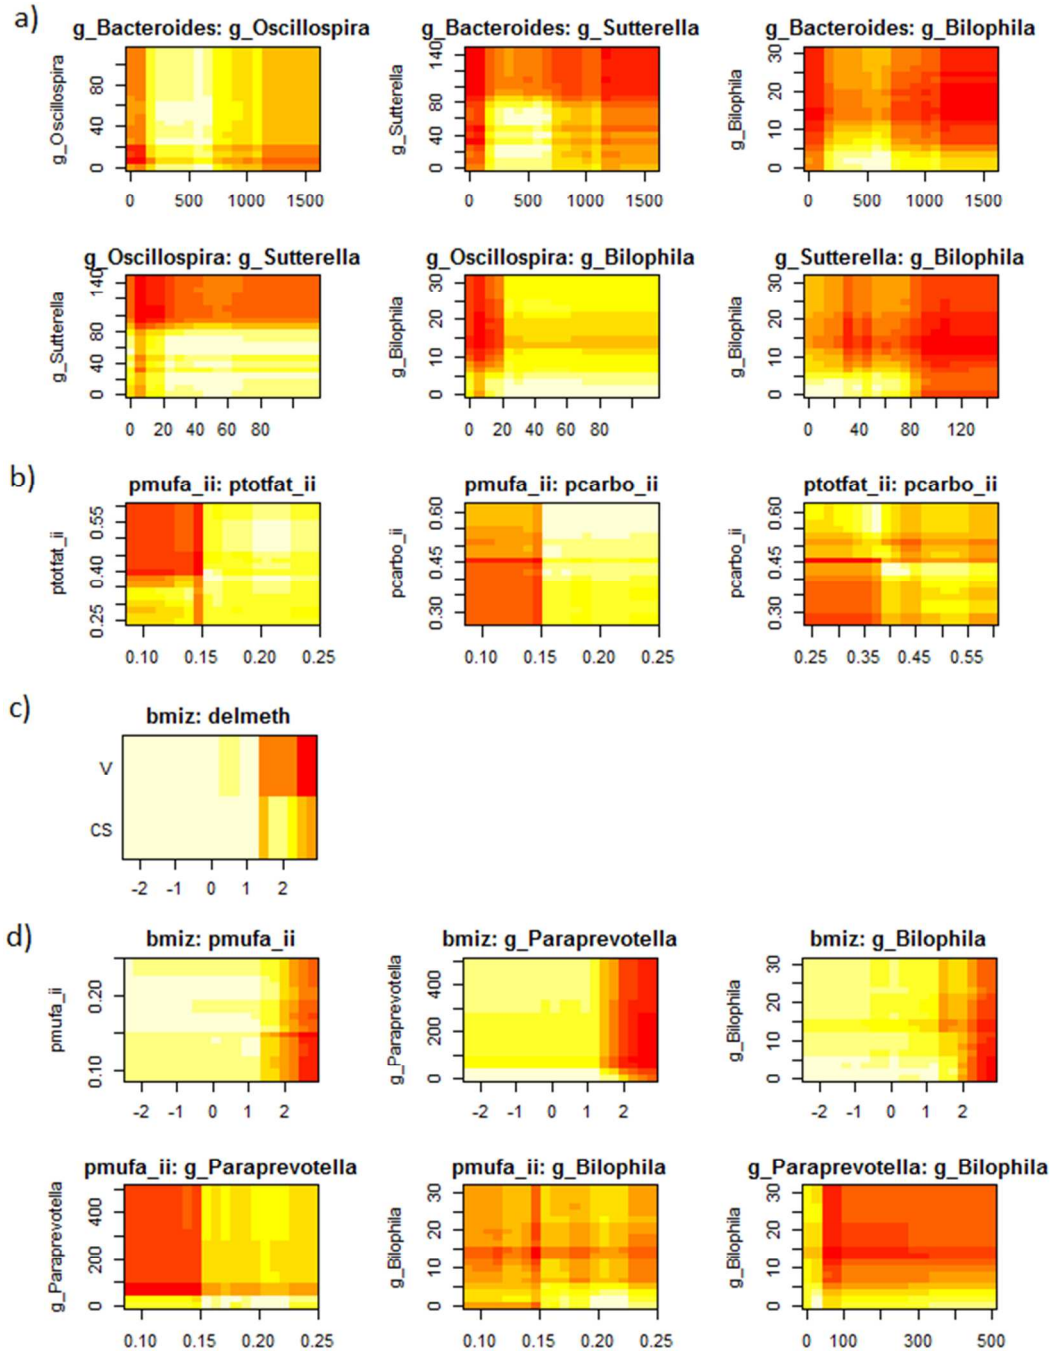 a)
g_Bacteroides: g_Oscillospira
g_Bacteroides: g_Sutterella
g_Bacteroides: g_Bilophila
g_Oscillospira
0 40 80
0 500 1000 1500
g_Sutterella
0 40 80 140
0 500 1000 1500
g_Bilophila
0 10 20 30
0 500 1000 1500
g_Oscillospira: g_Sutterella
g_Oscillospira: g_Bilophila
g_Sutterella: g_Bilophila
g_Sutterella
0 40 80 140
0 20 40 60 80
g_Bilophila
0 10 20 30
0 20 40 60 80
g_Bilophila
0 10 20 30
0 40 80 120
b)
pmufa_ii: ptotfat_ii
pmufa_ii: pcarbo_ii
ptotfat_ii: pcarbo_ii
ptotfat_ii
0.25 0.40 0.55
0.10 0.15 0.20 0.25
pcarbo_ii
0.30 0.45 0.60
0.10 0.15 0.20 0.25
pcarbo_ii
0.30 0.45 0.60
0.25 0.35 0.45 0.55
c)
bmiz: delmeth
V
CS
-2 -1 0 1 2
d)
bmiz: pmufa_ii
bmiz: g_Paraprevotella
bmiz: g_Bilophila
pmufa_ii
0.10 0.20
-2 -1 0 1 2
g_Paraprevotella
0 200 400
-2 -1 0 1 2
g_Bilophila
0 10 20 30
-2 -1 0 1 2
pmufa_ii: g_Paraprevotella
pmufa_ii: g_Bilophila
g_Paraprevotella: g_Bilophila
g_Paraprevotella
0 200 400
0.10 0.15 0.20 0.25
g_Bilophila
0 10 20 30
0.10 0.15 0.20 0.25
g_Bilophila
0 10 20 30
0 100 300 500